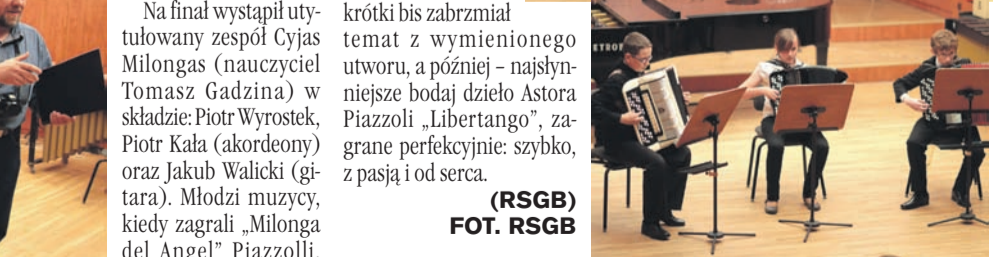 Na finał wystąpił uty-
tułowany zespół Cyjas
Milongas (nauczyciel
Tomasz Gadzina) w
składzie: Piotr Wyrostek,
Piotr Kała (akordeony)
oraz Jakub Walicki (gi-
tara). Młodzi muzycy,
kiedy zagrali „Milonga
del Angel” Piazzolli,
krótki bis zabrzmiał
temat z wymienionego
utworu, a później – najsłyn-
niejsze bodaj dzieło Astora
Piazzoli „Libertango”, za-
grane perfekcyjnie: szybko,
z pasją i od serca.
(RSGB)
FOT. RSGB